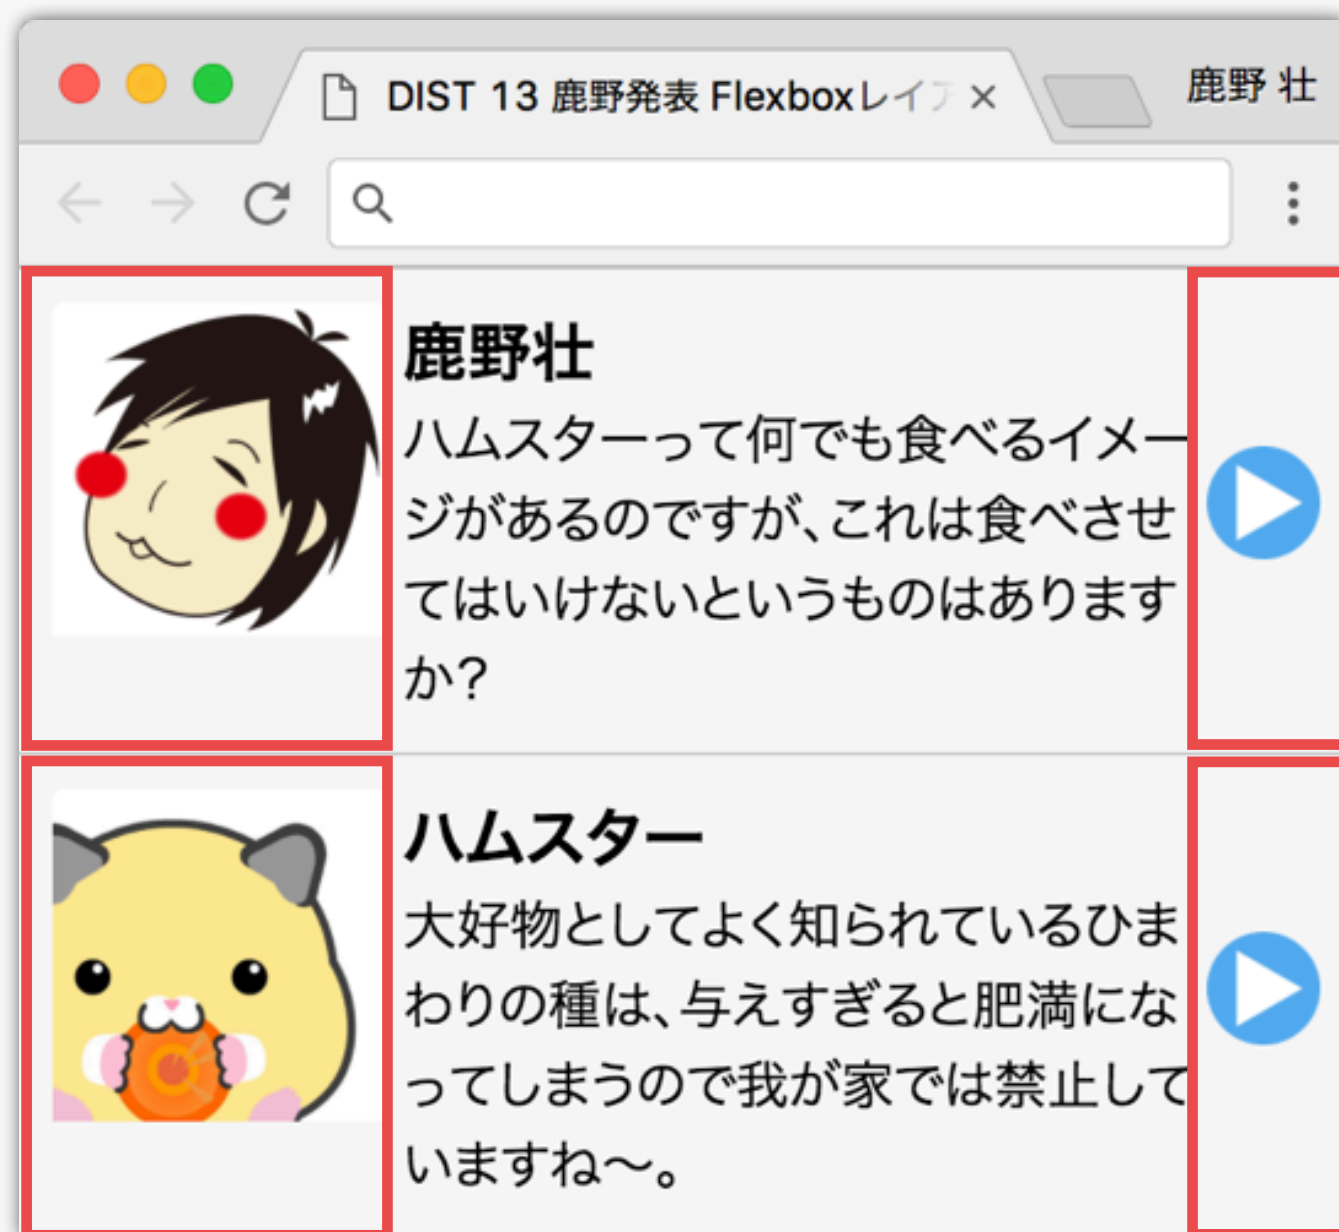 DIST 13 鹿野発表 Flexboxレイア
鹿野 壮
鹿野壮
ハムスターって何でも食べるイメー
ジがあるのですが、これは食べさせ
てはいけないというものはあります
か?
ハムスター
大好物としてよく知られているひま
わりの種は、与えすぎると肥満にな
ってしまうので我が家では禁止して
いますね〜。